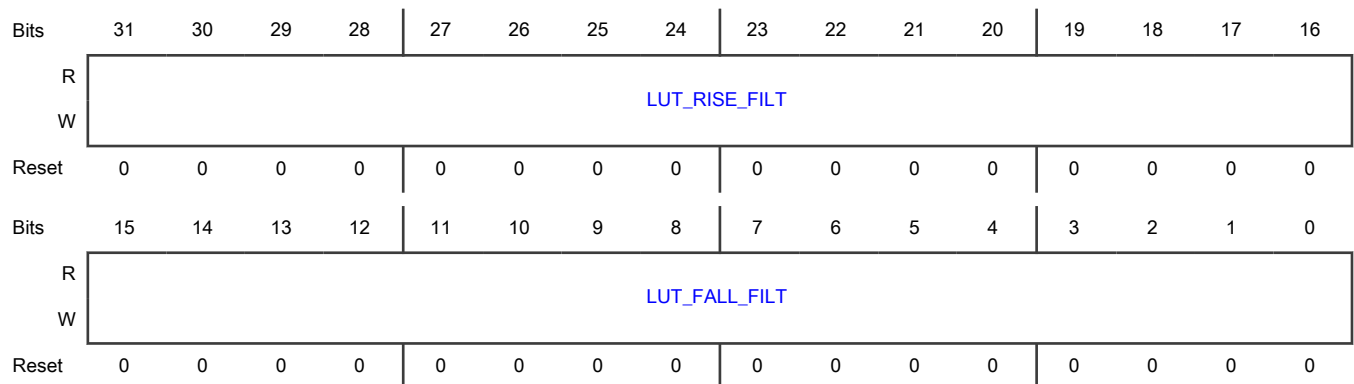 Bits 31 30 29 28 27 26 25 24 23 22 21 20 19 18 17 16
R
LUT_RISE_FILT
W
Reset 0 0 0 0 0 0 0 0 0 0 0 0 0 0 0 0
Bits 15 14 13 12 11 10 9 8 7 6 5 4 3 2 1 0
R
LUT_FALL_FILT
W
Reset 0 0 0 0 0 0 0 0 0 0 0 0 0 0 0 0